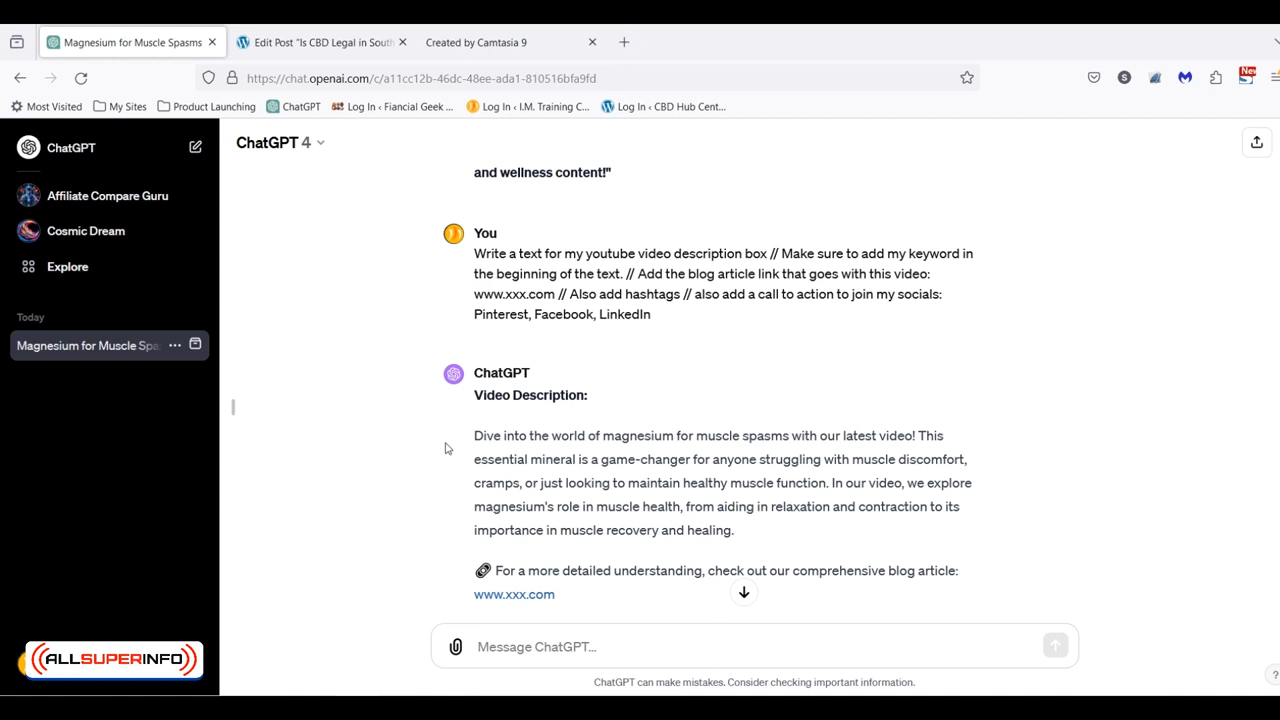 Magnesium for Muscle Spasms
Edit Post "Is CBD Legal in South
Created by Camtasia 9
https://chat.openai.com/c/a11cc12b-46dc-48ee-ada1-810516bfa9fd
S
New
Most Visited
My Sites
Product Launching
ChatGPT
Log In ‹ Fiancial Geek ...
Log In ‹ I.M. Training C...
Log In ‹ CBD Hub Cent...
ChatGPT
ChatGPT 4
Affiliate Compare Guru
Cosmic Dream
Explore
Today
Magnesium for Muscle Spa
((ALLSUPERINFO))
and wellness content!"
You
Write a text for my youtube video description box // Make sure to add my keyword in
the beginning of the text. // Add the blog article link that goes with this video:
www.xxx.com // Also add hashtags // also add a call to action to join my socials:
Pinterest, Facebook, LinkedIn
ChatGPT
Video Description:
Dive into the world of magnesium for muscle spasms with our latest video! This
essential mineral is a game-changer for anyone struggling with muscle discomfort,
cramps, or just looking to maintain healthy muscle function. In our video, we explore
magnesium's role in muscle health, from aiding in relaxation and contraction to its
importance in muscle recovery and healing.
For a more detailed understanding, check out our comprehensive blog article:
www.xxx.com
Message ChatGPT...
ChatGPT can make mistakes. Consider checking important information.
?